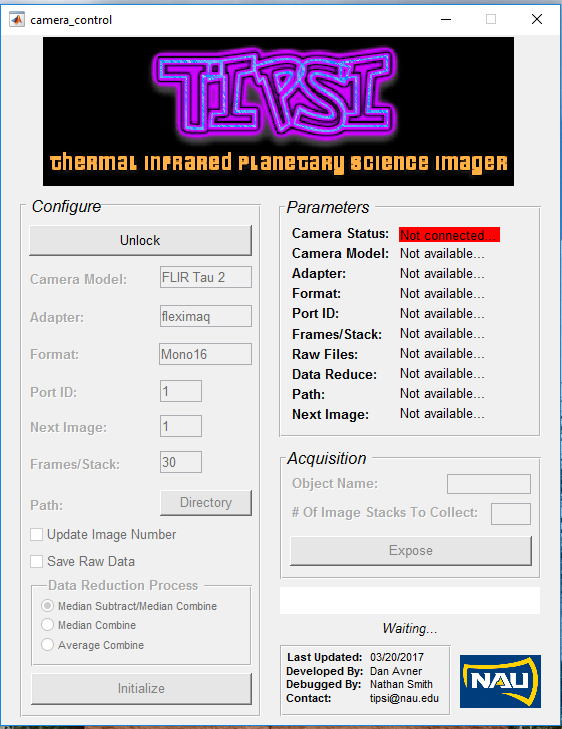 camera_control
TIPSI
THERMAL INFRARED PLANETARY SCIENCE IMAGER
Configure
Unlock
Camera Model: FLIR Tau 2
Adapter: fleximaq
Format: Mono16
Port ID: 1
Next Image: 1
Frames/Stack: 30
Path: Directory
Update Image Number
Save Raw Data
Data Reduction Process
Median Subtract/Median Combine
Median Combine
Average Combine
Initialize
Parameters
Camera Status: Not connected...
Camera Model: Not available...
Adapter: Not available...
Format: Not available...
Port ID: Not available...
Frames/Stack: Not available...
Raw Files: Not available...
Data Reduce: Not available...
Path: Not available...
Next Image: Not available...
Acquisition
Object Name:
# Of Image Stacks To Collect:
Expose
Waiting...
Last Updated: 03/20/2017
Developed By: Dan Avner
Debugged By: Nathan Smith
Contact: tipsi@nau.edu
NAU